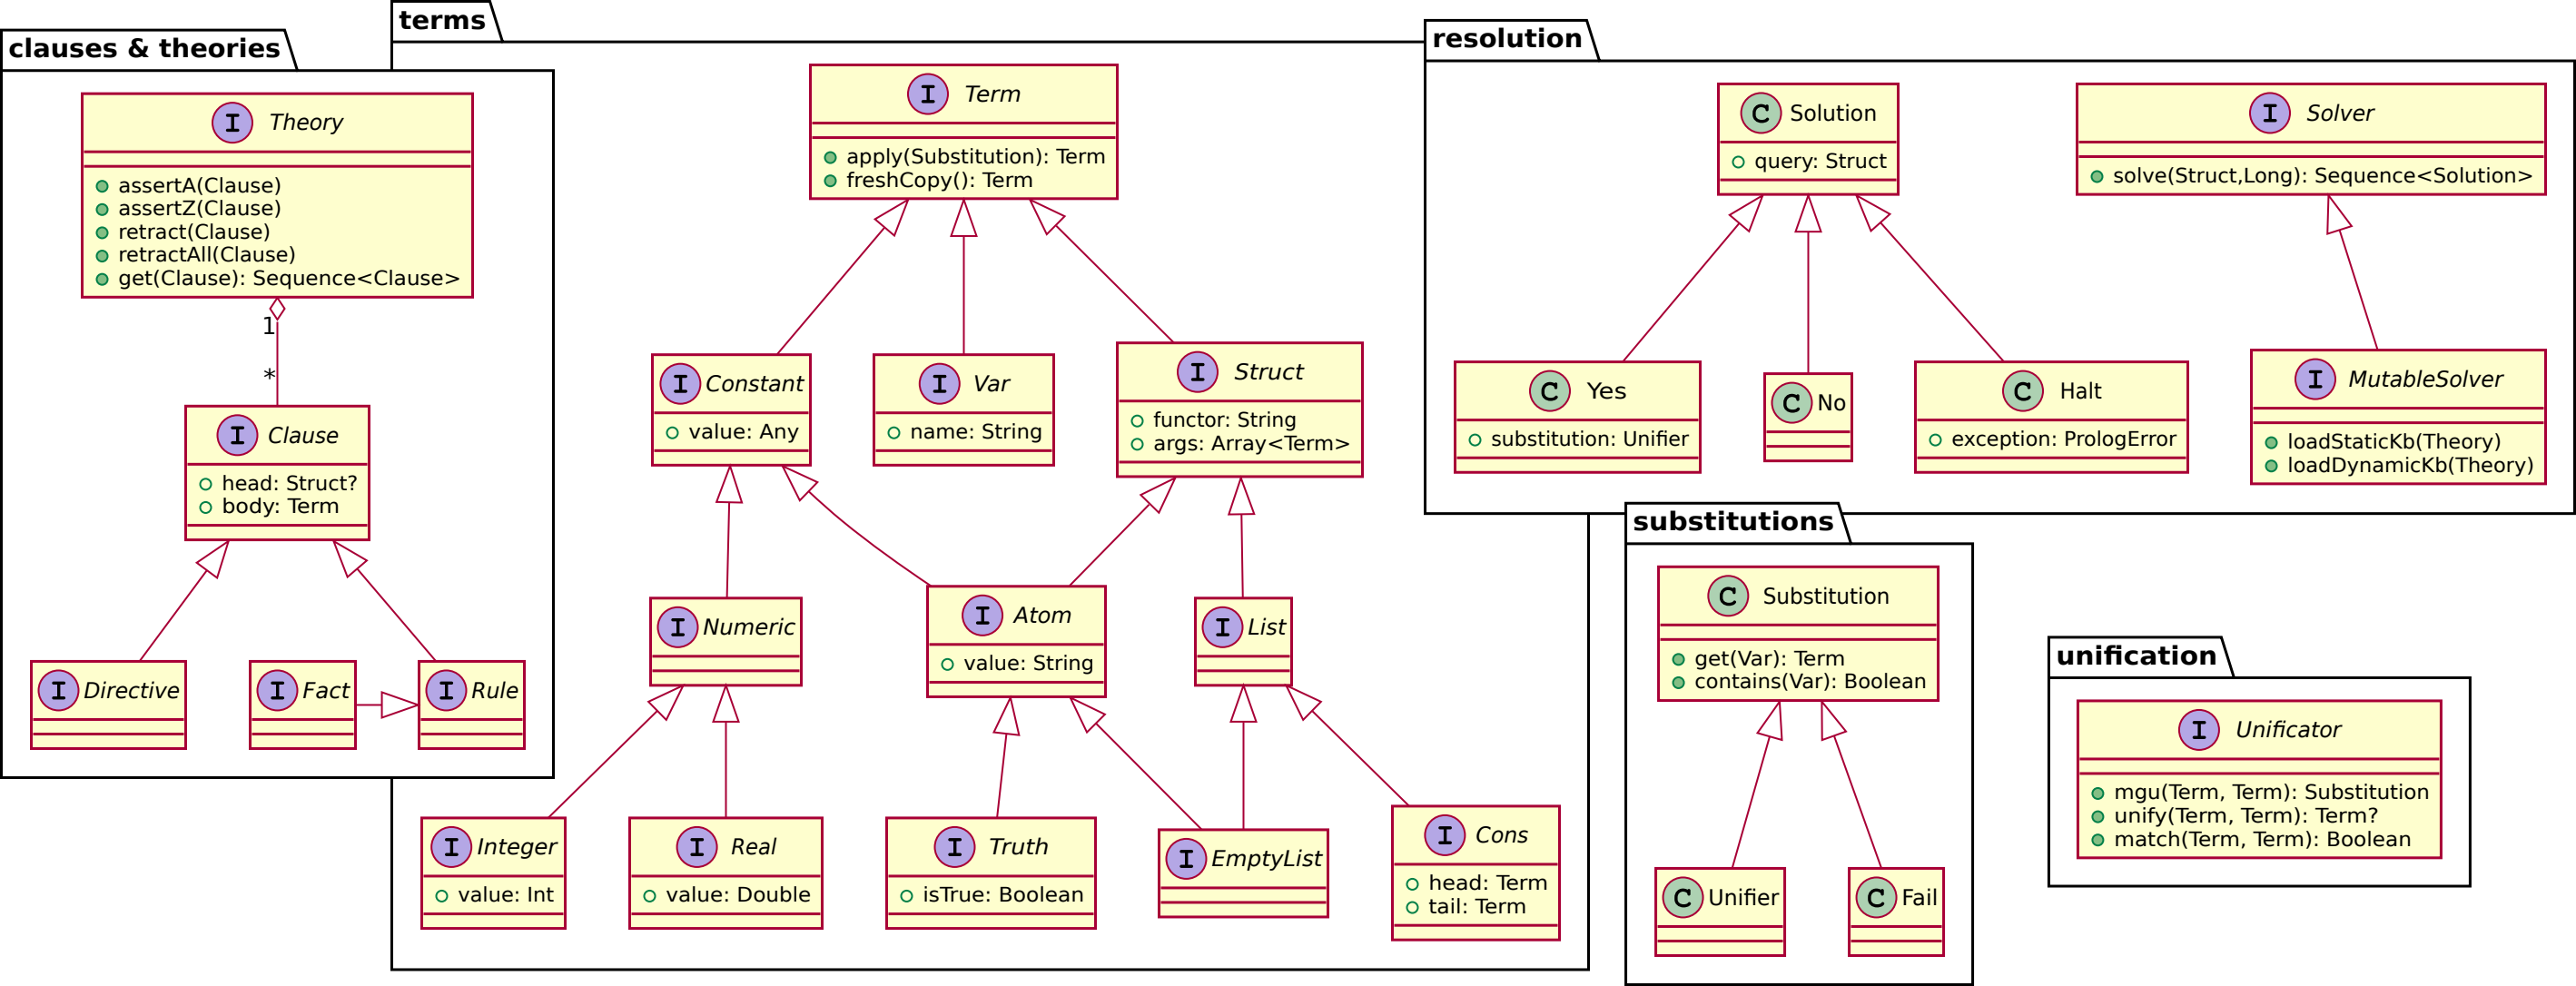 clauses & theories
I Theory
assertA(Clause)
assertZ(Clause)
retract(Clause)
retractAll(Clause)
get(Clause): Sequence<Clause>
1
*
I Clause
head: Struct?
body: Term
I Directive
I Fact
I Rule
terms
I Term
apply(Substitution): Term
freshCopy(): Term
I Constant
value: Any
I Var
name: String
I Struct
functor: String
args: Array<Term>
I Numeric
I Atom
value: String
I List
I Integer
value: Int
I Real
value: Double
I Truth
isTrue: Boolean
I EmptyList
I Cons
head: Term
tail: Term
resolution
C Solution
query: Struct
I Solver
solve(Struct,Long): Sequence<Solution>
C Yes
substitution: Unifier
C No
C Halt
exception: PrologError
I MutableSolver
loadStaticKb(Theory)
loadDynamicKb(Theory)
substitutions
C Substitution
get(Var): Term
contains(Var): Boolean
C Unifier
C Fail
unification
I Unificator
mgu(Term, Term): Substitution
unify(Term, Term): Term?
match(Term, Term): Boolean